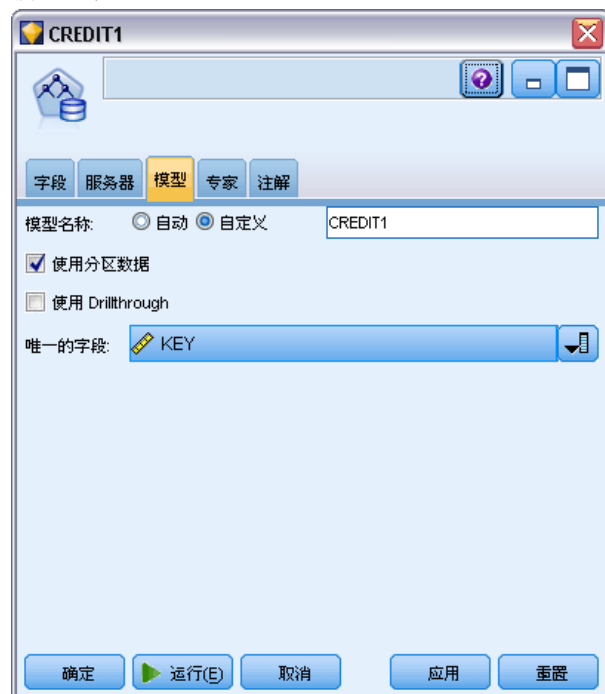 CREDIT1
字段 服务器 模型 专家 注解
模型名称: 自动 自定义 CREDIT1
使用分区数据
使用 Drillthrough
唯一的字段: KEY
确定 运行(E) 取消 应用 重置